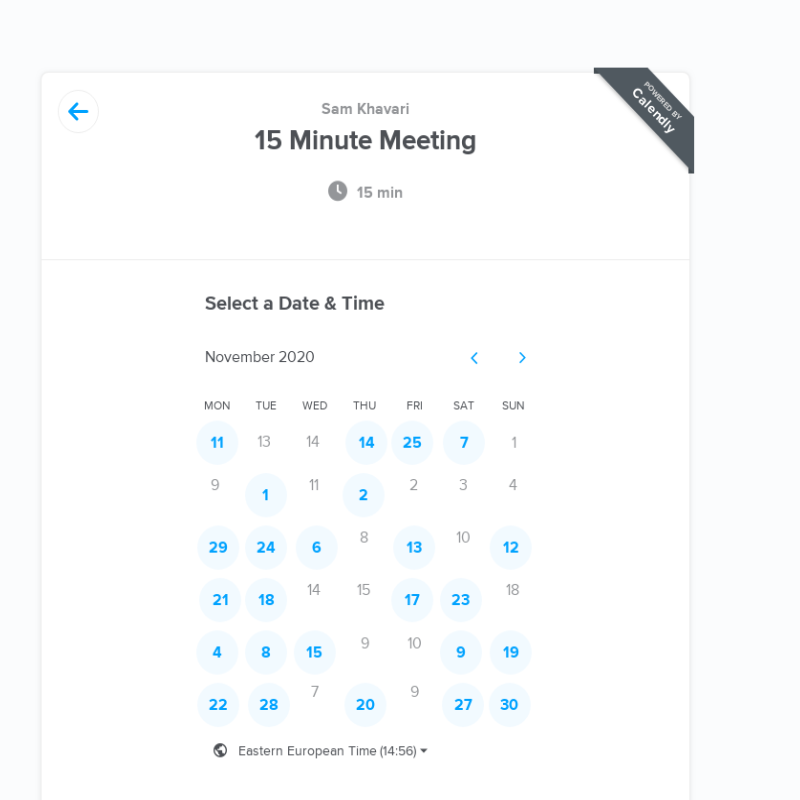 POWERED BY
Calendly
Sam Khavari
15 Minute Meeting
15 min
Select a Date & Time
November 2020
MON TUE WED THU FRI SAT SUN
11 13 14 14 25 7 1
9 1 11 2 2 3 4
29 24 6 8 13 10 12
21 18 14 15 17 23 18
4 8 15 9 10 9 19
22 28 7 20 9 27 30
Eastern European Time (14:56)